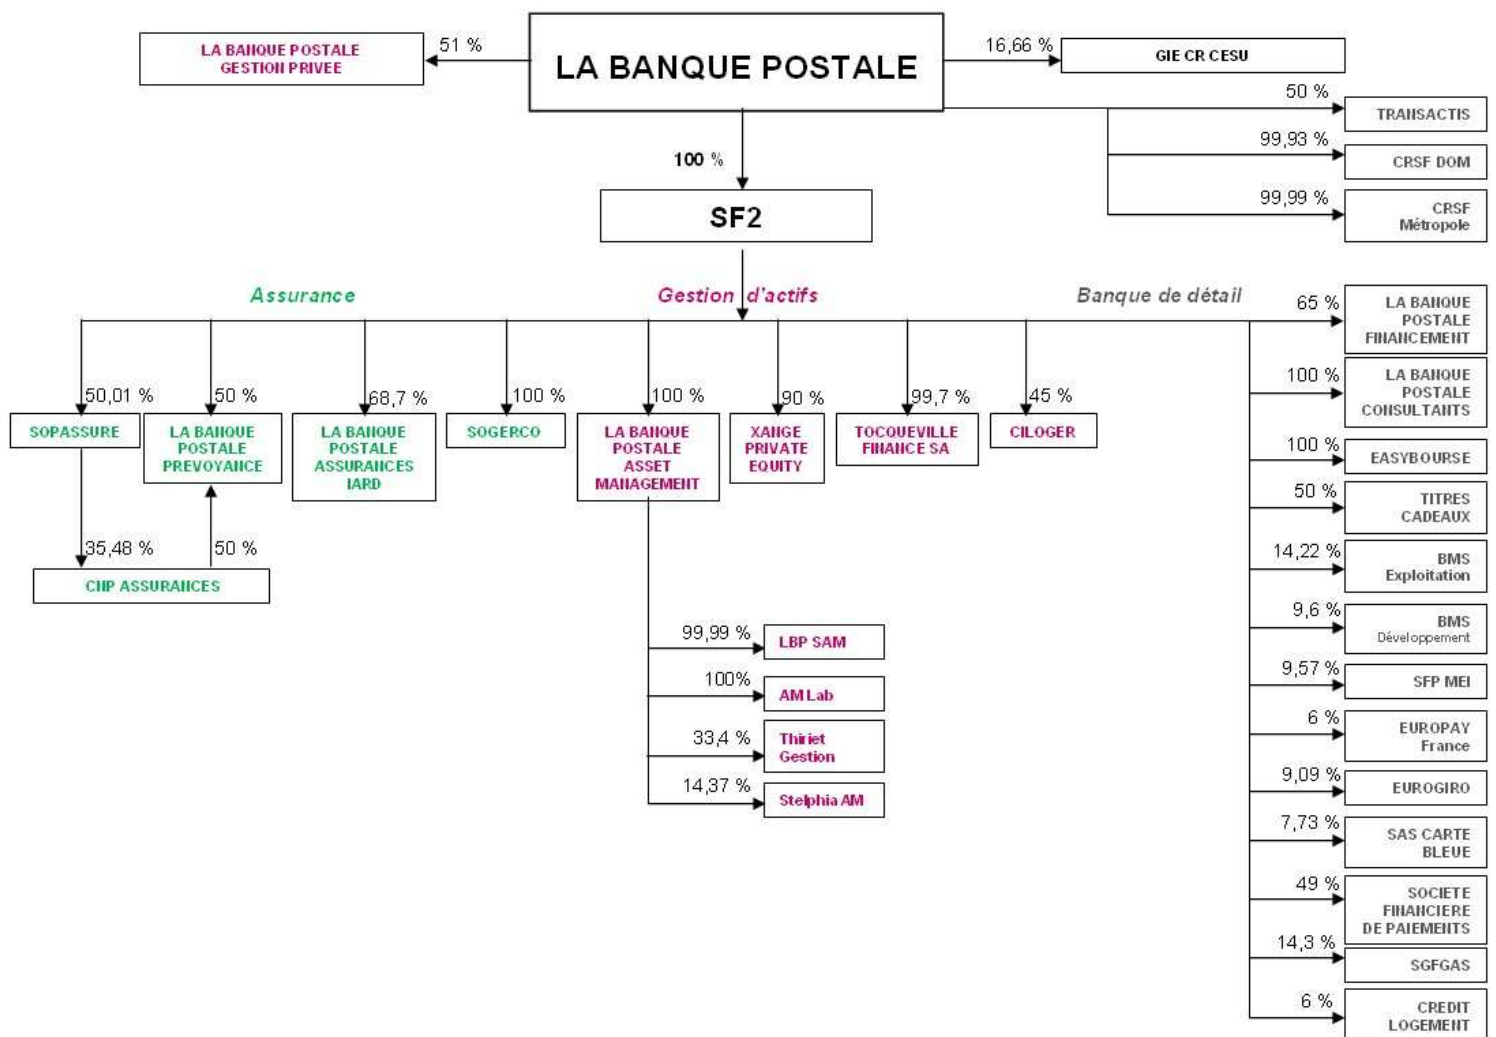 LA BANQUE POSTALE
GESTION PRIVEE
51 %
LA BANQUE POSTALE
16,66 %
GIE CR CESU
50 %
TRANSACTIS
99,93 %
CRSF DOM
99,99 %
CRSF
Métropole
100 %
SF2
Assurance
Gestion d'actifs
Banque de détail
50,01 %
SOPASSURE
50 %
LA BANQUE
POSTALE
PREVOYANCE
68,7 %
LA BANQUE
POSTALE
ASSURANCES
IARD
100 %
SOGERCO
100 %
LA BANQUE
POSTALE
ASSET
MANAGEMENT
90 %
XANGE
PRIVATE
EQUITY
99,7 %
TOCQUEVILLE
FINANCE SA
45 %
CILOGER
35,48 %
50 %
CNP ASSURANCES
99,99 %
LBP SAM
100%
AM Lab
33,4 %
Thiriet
Gestion
14,37 %
Stelphia AM
65 %
LA BANQUE
POSTALE
FINANCEMENT
100 %
LA BANQUE
POSTALE
CONSULTANTS
100 %
EASYBOURSE
50 %
TITRES
CADEAUX
14,22 %
BMS
Exploitation
9,6 %
BMS
Développement
9,57 %
SFP MEI
6 %
EUROPAY
France
9,09 %
EUROGIRO
7,73 %
SAS CARTE
BLEUE
49 %
SOCIETE
FINANCIERE
DE PAIEMENTS
14,3 %
SGFGAS
6 %
CREDIT
LOGEMENT